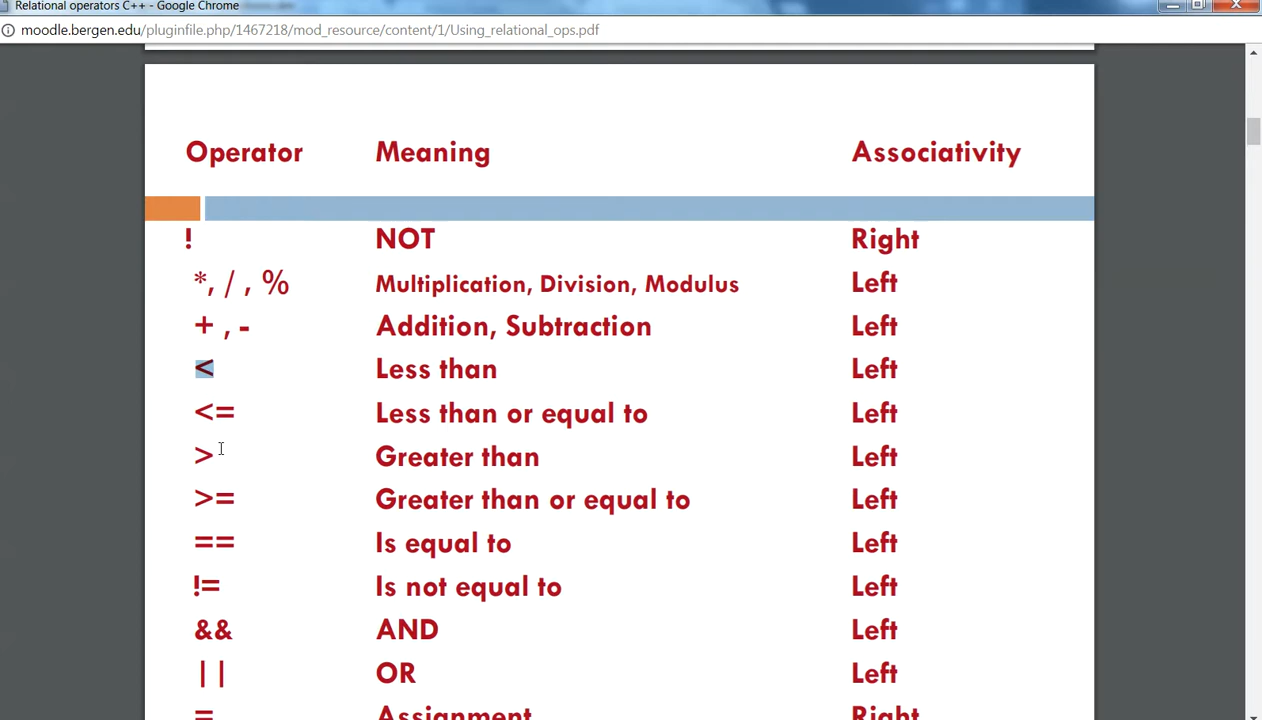 Relational operators C++ - Google Chrome
moodle.bergen.edu/pluginfile.php/1467218/mod_resource/content/1/Using_relational_ops.pdf
Operator Meaning Associativity
! NOT Right
*, / , % Multiplication, Division, Modulus Left
+ , - Addition, Subtraction Left
< Less than Left
<= Less than or equal to Left
> Greater than Left
>= Greater than or equal to Left
== Is equal to Left
!= Is not equal to Left
&& AND Left
|| OR Left
= Assignment Right